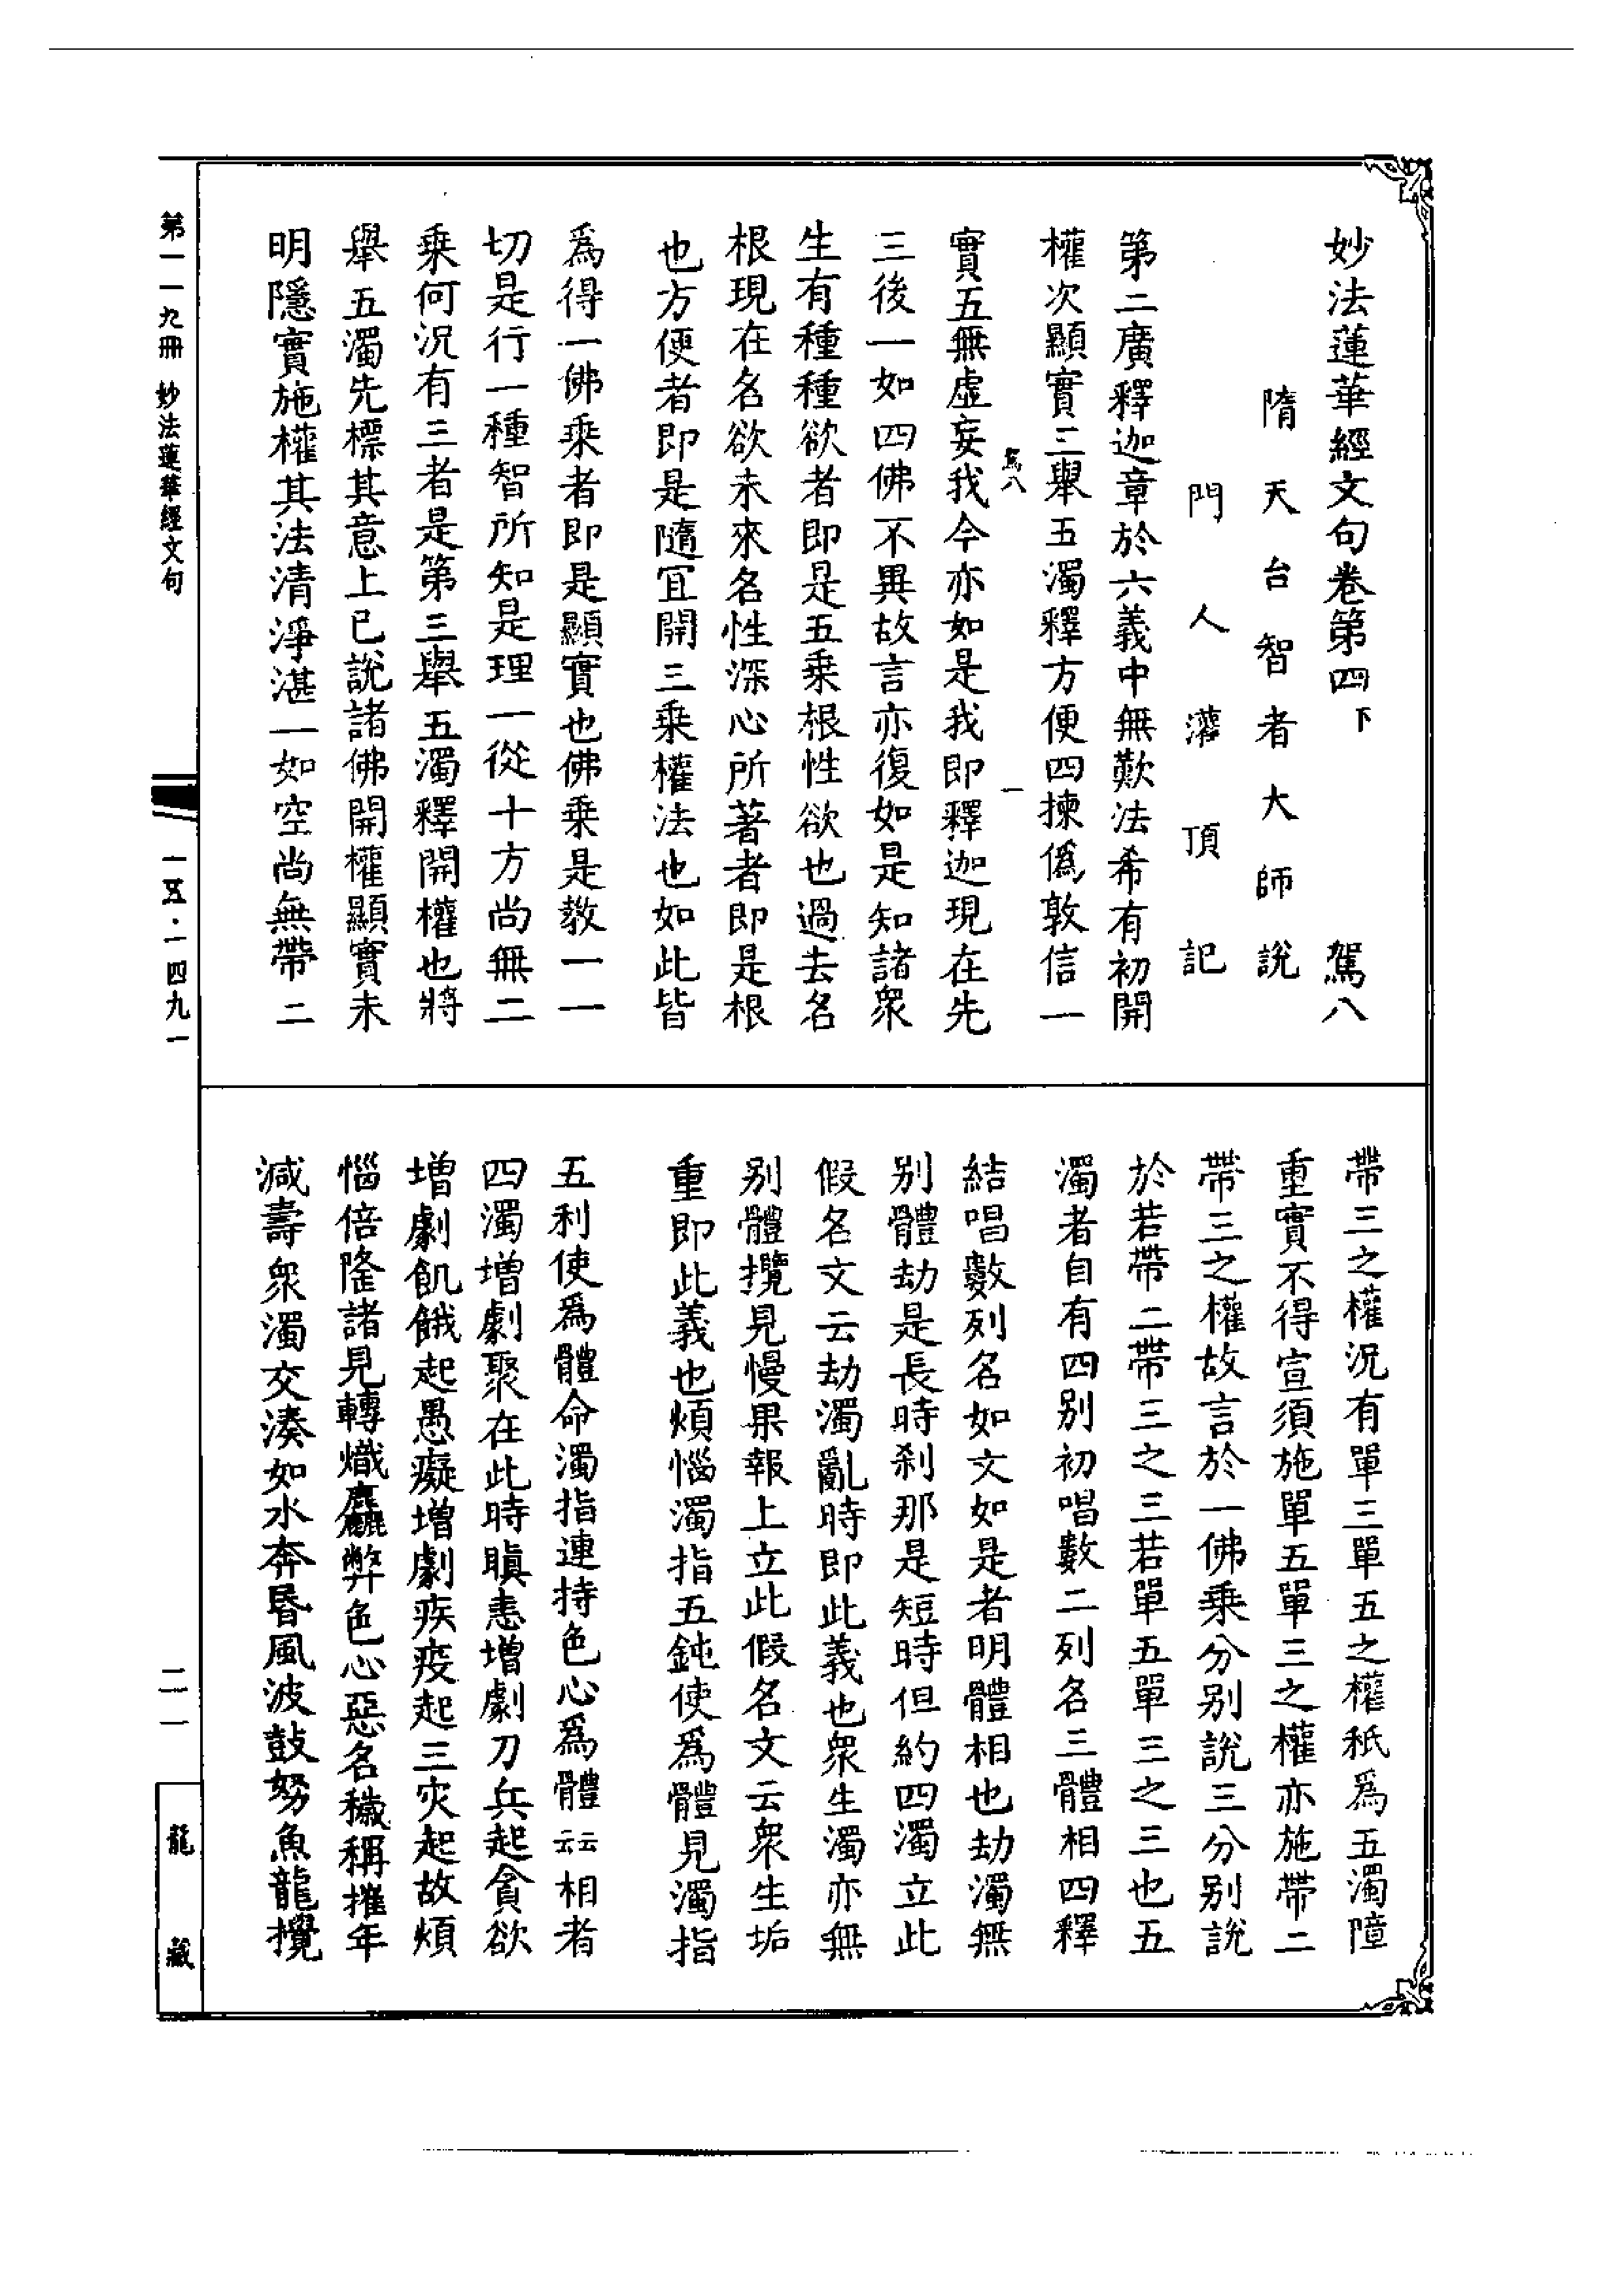 妙法蓮華經文句卷第四下　駕八
隋天台智者大師說
門人灌頂記
第二廣釋迦章於六義中無歎法希有初開
權次顯實三舉五濁釋方便四揀僞敦信一
駕八　一
實五無虛妄我今亦如是我即釋迦現在先
三後一如四佛不異故言亦復如是知諸衆
生有種種欲者即是五乗根性欲也過去名
根現在名欲未來名性深心所著者即是根
也方便者即是隨宜開三乗權法也如此皆
爲得一佛乗者即是顯實也佛乗是教一一
切是行一種智所知是理一從十方尚無二
乗何況有三者是第三舉五濁釋開權也將
舉五濁先標其意上已說諸佛開權顯實未
明隱實施權其法清淨湛一如空尚無帶二
帶三之權況有單三單五之權秖爲五濁障
重實不得宣須施單五單三之權亦施帶二
帶三之權故言於一佛乗分别說三分别說
於若帶二帶三之三若單五單三之三也五
濁者自有四别初唱數二列名三體相四釋
結唱數列名如文如是者明體相也劫濁無
别體劫是長時刹那是短時但約四濁立此
假名文云劫濁亂時即此義也衆生濁亦無
别體攬見慢果報上立此假名文云衆生垢
重即此義也煩惱濁指五鈍使爲體見濁指
五利使爲體命濁指連持色心爲體云云相者
四濁增劇聚在此時瞋恚增劇刀兵起貪欲
增劇飢餓起愚癡增劇疾疫起三灾起故煩
惱倍隆諸見轉熾麤弊色心惡名穢稱摧年
減壽衆濁交湊如水奔昏風波鼓怒魚龍攪
第一一九冊　妙法蓮華經文句
一五·一四九一
二一
龍藏